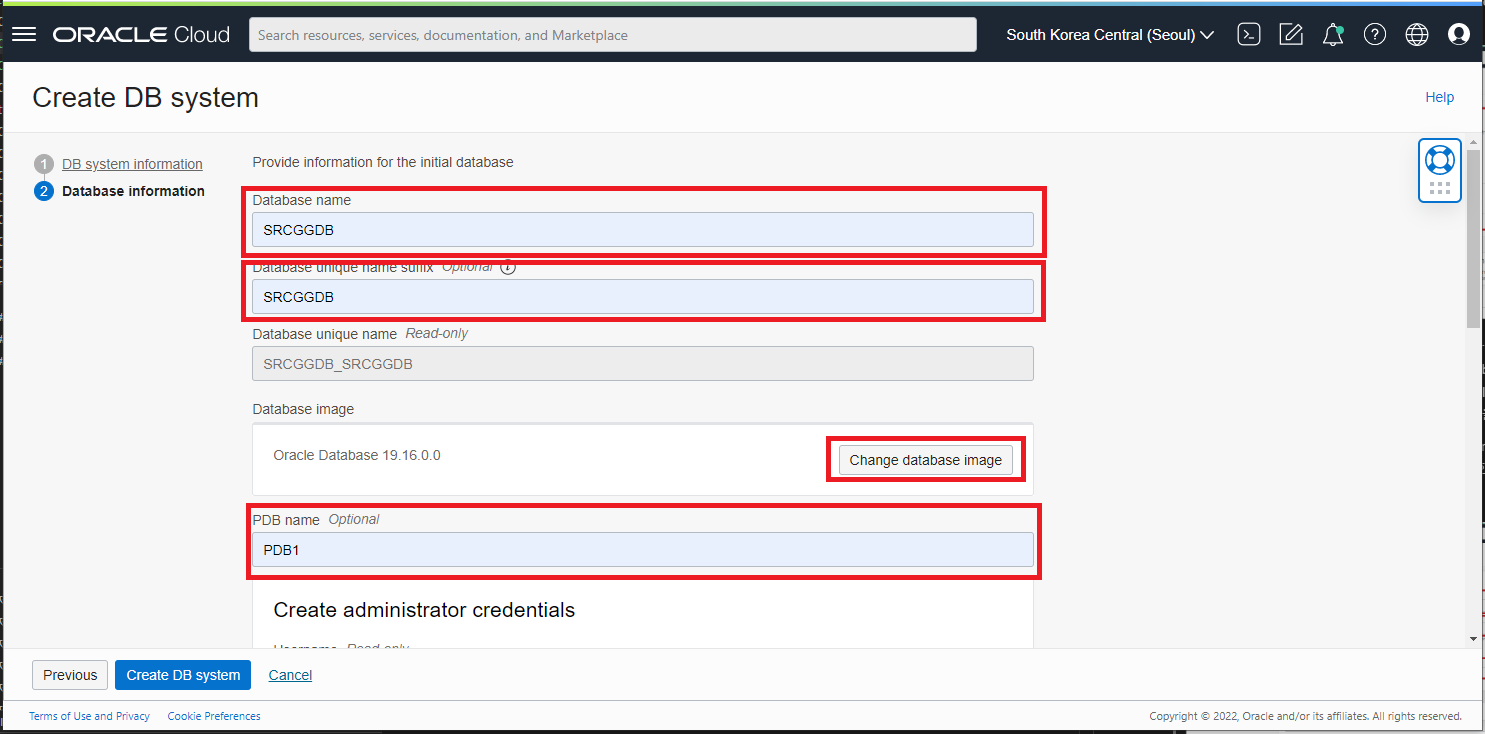 ORACLE Cloud
Search resources, services, documentation, and Marketplace
South Korea Central (Seoul)
Create DB system
Help
1 DB system information
2 Database information
Provide information for the initial database
Database name
SRCGGDB
Database unique name suffix Optional
SRCGGDB
Database unique name Read-only
SRCGGDB_SRCGGDB
Database image
Oracle Database 19.16.0.0
Change database image
PDB name Optional
PDB1
Create administrator credentials
Username Read-only
Previous
Create DB system
Cancel
Terms of Use and Privacy
Cookie Preferences
Copyright © 2022, Oracle and/or its affiliates. All rights reserved.